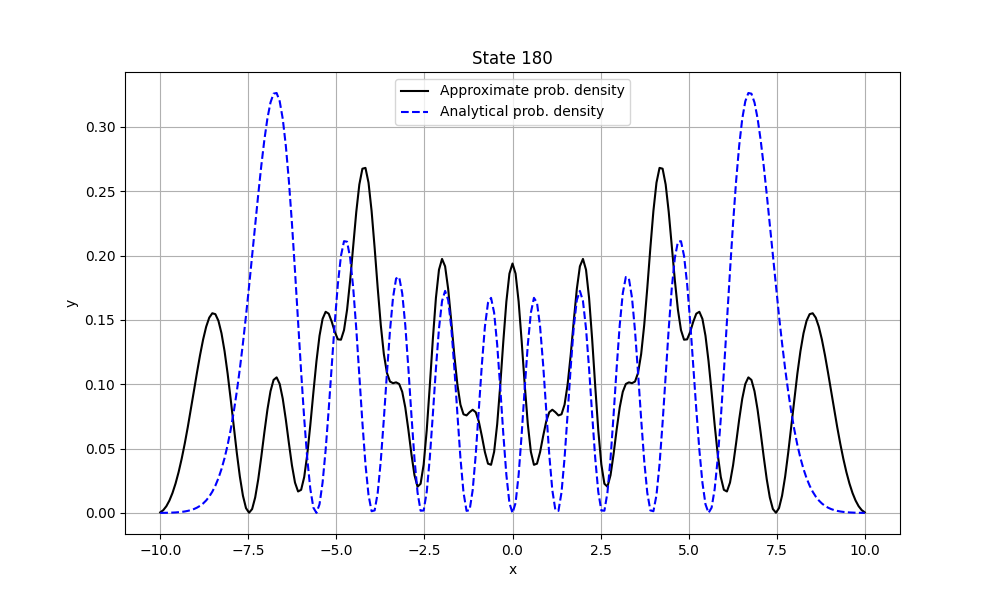 State 180
Approximate prob. density
Analytical prob. density
y
0.30
0.25
0.20
0.15
0.10
0.05
0.00
−10.0 −7.5 −5.0 −2.5 0.0 2.5 5.0 7.5 10.0
x